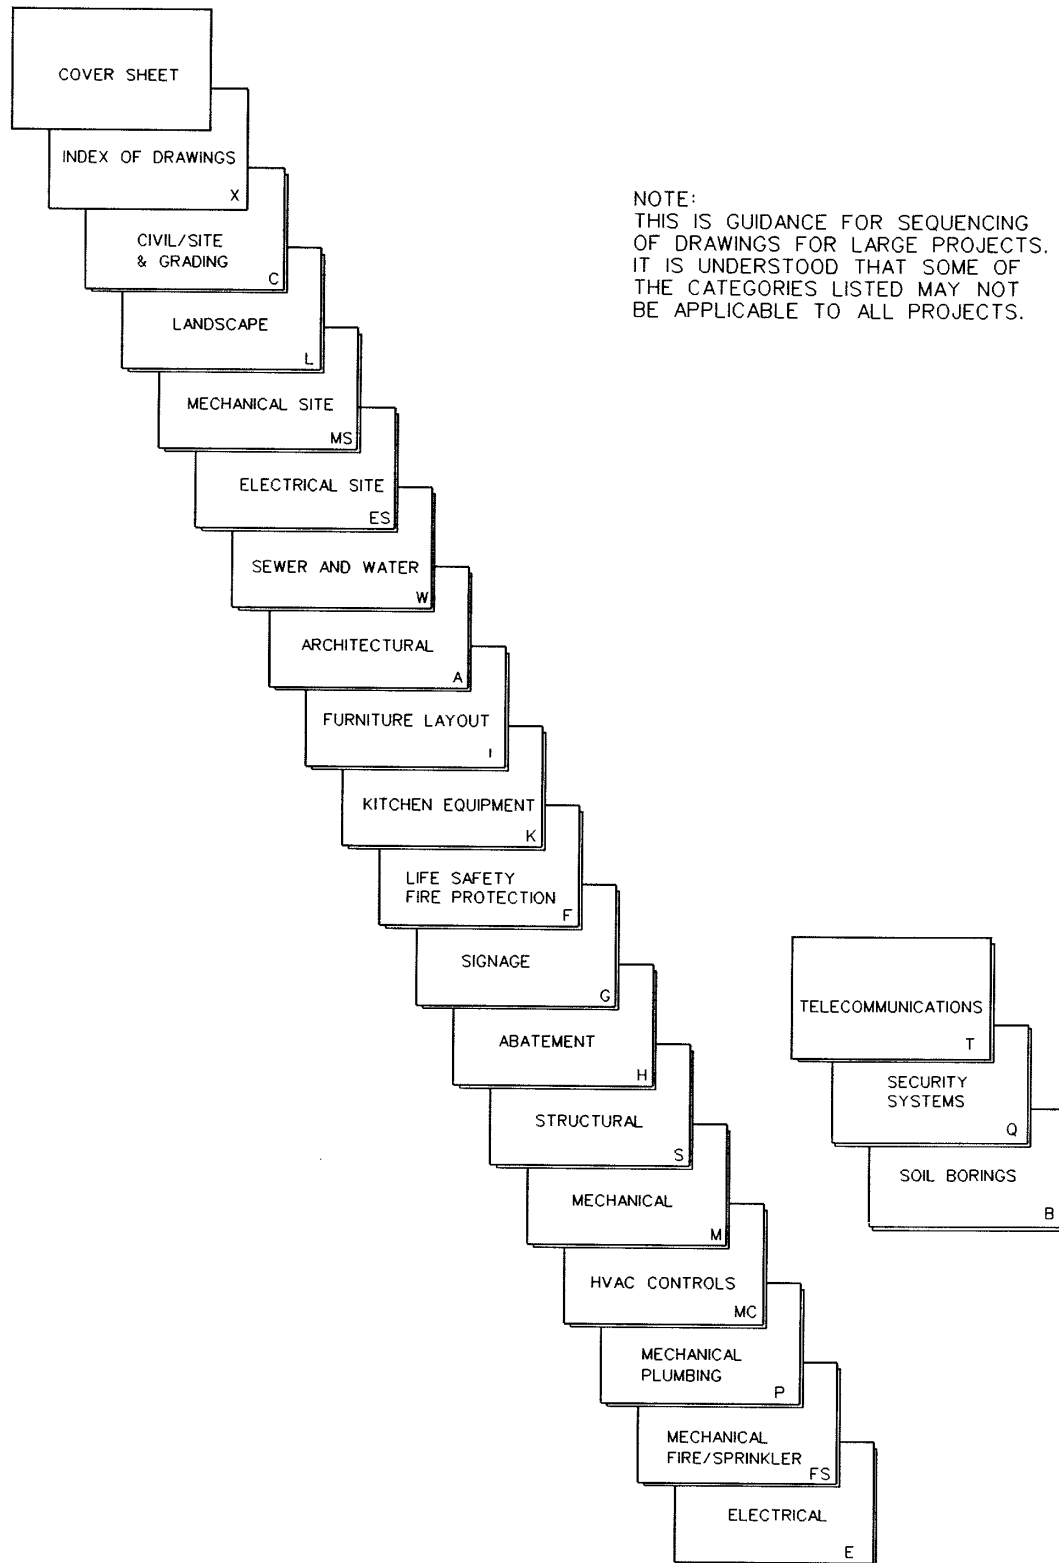 COVER SHEET
INDEX OF DRAWINGS
X
CIVIL/SITE
& GRADING
C
LANDSCAPE
L
MECHANICAL SITE
MS
ELECTRICAL SITE
ES
SEWER AND WATER
W
ARCHITECTURAL
A
FURNITURE LAYOUT
I
KITCHEN EQUIPMENT
K
LIFE SAFETY
FIRE PROTECTION
F
SIGNAGE
G
ABATEMENT
H
STRUCTURAL
S
MECHANICAL
M
HVAC CONTROLS
MC
MECHANICAL
PLUMBING
P
MECHANICAL
FIRE/SPRINKLER
FS
ELECTRICAL
E
NOTE:
THIS IS GUIDANCE FOR SEQUENCING
OF DRAWINGS FOR LARGE PROJECTS.
IT IS UNDERSTOOD THAT SOME OF
THE CATEGORIES LISTED MAY NOT
BE APPLICABLE TO ALL PROJECTS.
TELECOMMUNICATIONS
T
SECURITY
SYSTEMS
Q
SOIL BORINGS
B